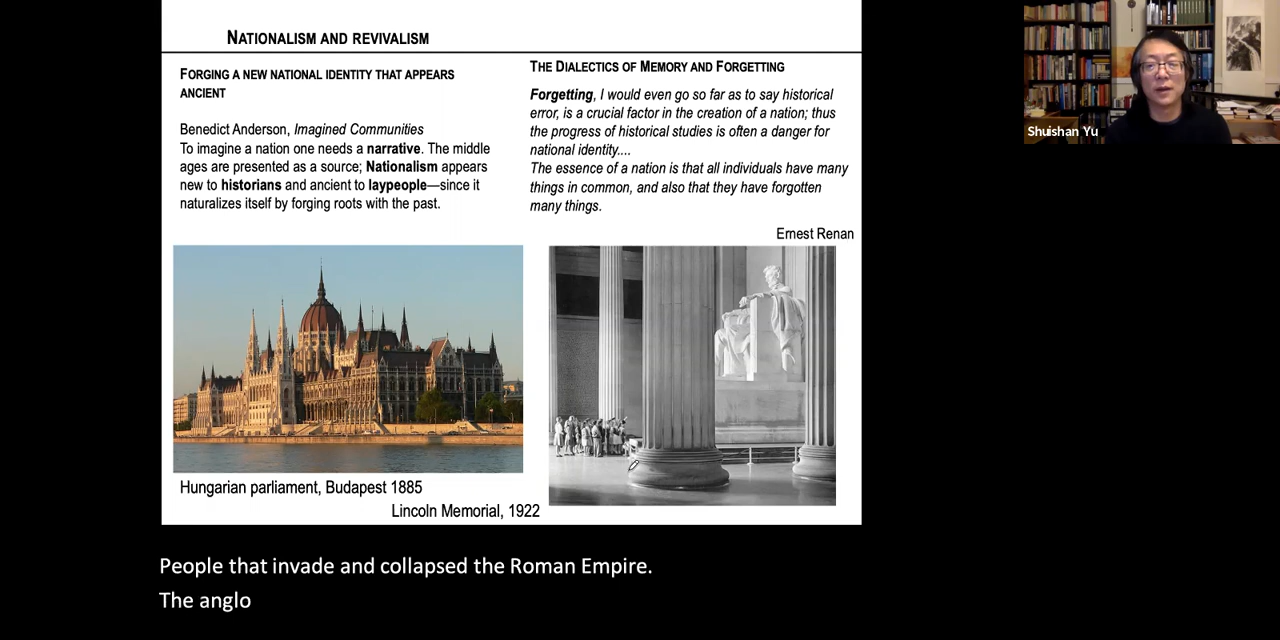 NATIONALISM AND REVIVALISM
FORGING A NEW NATIONAL IDENTITY THAT APPEARS
ANCIENT
Benedict Anderson, Imagined Communities
To imagine a nation one needs a narrative. The middle
ages are presented as a source; Nationalism appears
new to historians and ancient to laypeople—since it
naturalizes itself by forging roots with the past.
THE DIALECTICS OF MEMORY AND FORGETTING
Forgetting, I would even go so far as to say historical
error, is a crucial factor in the creation of a nation; thus
the progress of historical studies is often a danger for
national identity....
The essence of a nation is that all individuals have many
things in common, and also that they have forgotten
many things.
Ernest Renan
Hungarian parliament, Budapest 1885
Lincoln Memorial, 1922
Shuishan Yu
People that invade and collapsed the Roman Empire.
The anglo